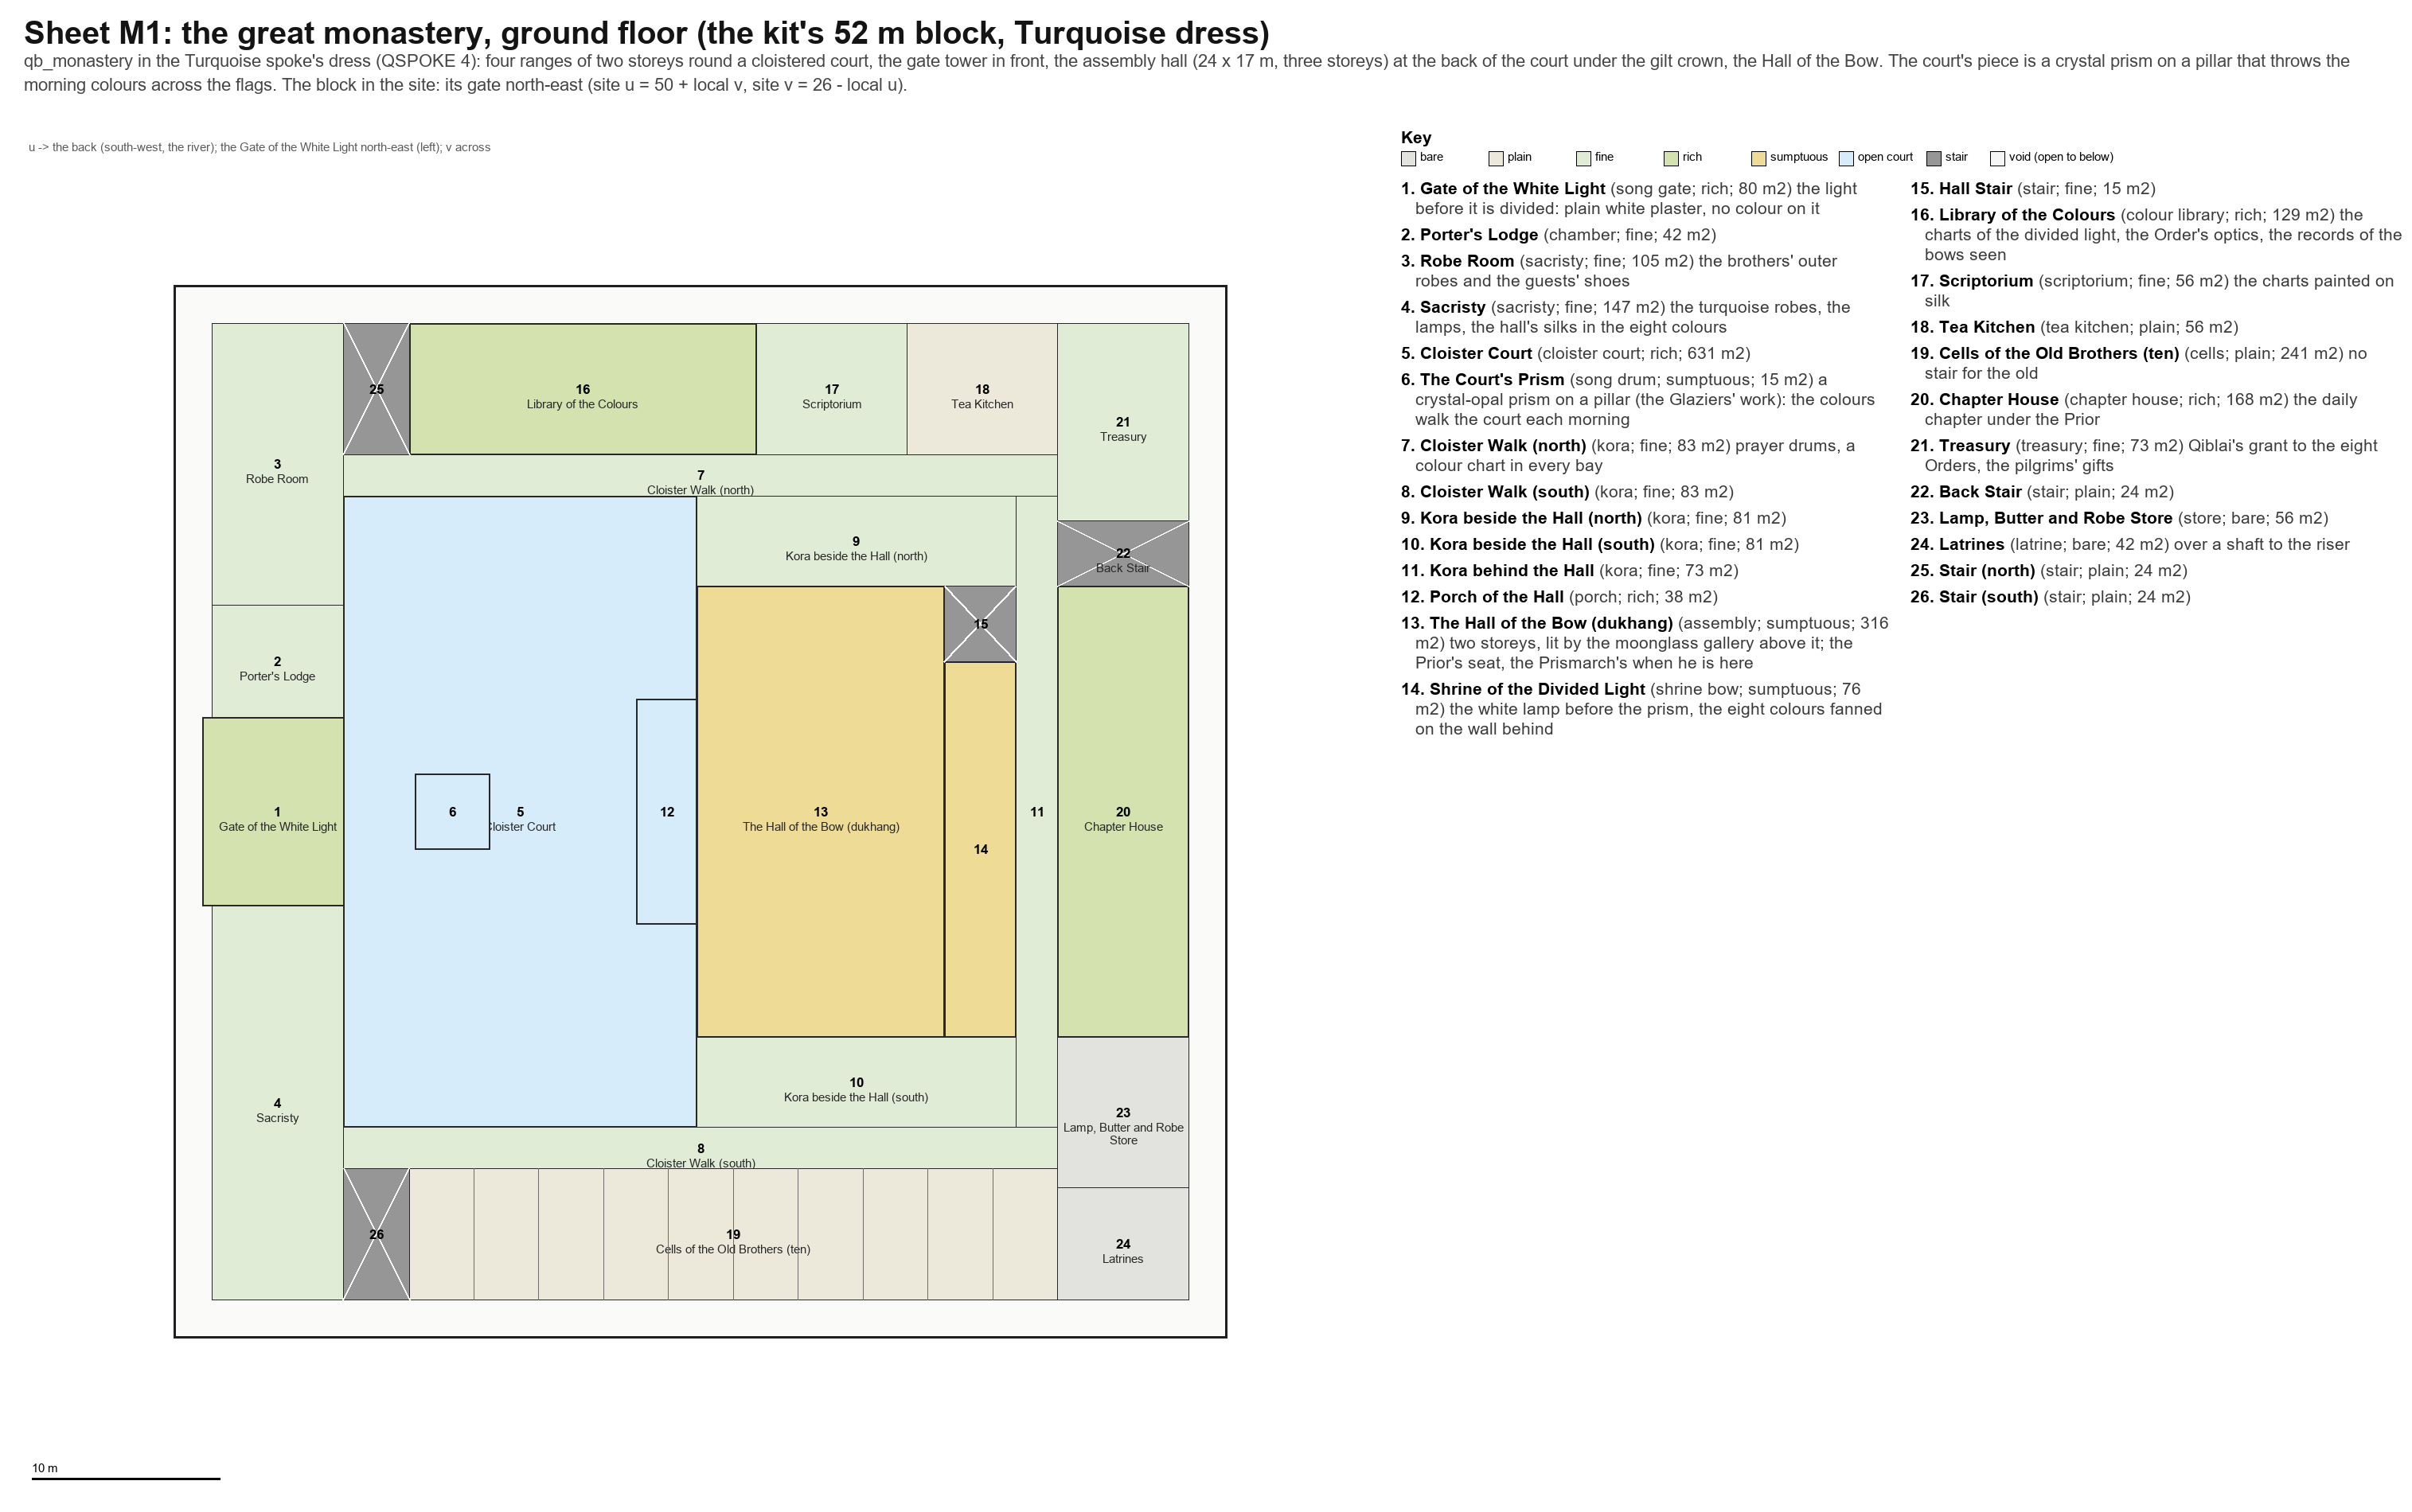 Sheet M1: the great monastery, ground floor (the kit's 52 m block, Turquoise dress)
qb_monastery in the Turquoise spoke's dress (QSPOKE 4): four ranges of two storeys round a cloistered court, the gate tower in front, the assembly hall (24 x 17 m, three storeys) at the back of the court under the gilt crown, the Hall of the Bow. The court's piece is a crystal prism on a pillar that throws the
morning colours across the flags. The block in the site: its gate north-east (site u = 50 + local v, site v = 26 - local u).
u -> the back (south-west, the river); the Gate of the White Light north-east (left); v across
25
16
Library of the Colours
17
Scriptorium
18
Tea Kitchen
21
Treasury
3
Robe Room
7
Cloister Walk (north)
9
Kora beside the Hall (north)
22
Back Stair
15
2
Porter's Lodge
1
Gate of the White Light
6
5
Cloister Court
12
13
The Hall of the Bow (dukhang)
14
11
20
Chapter House
10
Kora beside the Hall (south)
4
Sacristy
23
Lamp, Butter and Robe
Store
8
Cloister Walk (south)
26
19
Cells of the Old Brothers (ten)
24
Latrines
10 m
Key
bare
plain
fine
rich
sumptuous
open court
stair
void (open to below)
1. Gate of the White Light (song gate; rich; 80 m2) the light
before it is divided: plain white plaster, no colour on it
2. Porter's Lodge (chamber; fine; 42 m2)
3. Robe Room (sacristy; fine; 105 m2) the brothers' outer
robes and the guests' shoes
4. Sacristy (sacristy; fine; 147 m2) the turquoise robes, the
lamps, the hall's silks in the eight colours
5. Cloister Court (cloister court; rich; 631 m2)
6. The Court's Prism (song drum; sumptuous; 15 m2) a
crystal-opal prism on a pillar (the Glaziers' work): the colours
walk the court each morning
7. Cloister Walk (north) (kora; fine; 83 m2) prayer drums, a
colour chart in every bay
8. Cloister Walk (south) (kora; fine; 83 m2)
9. Kora beside the Hall (north) (kora; fine; 81 m2)
10. Kora beside the Hall (south) (kora; fine; 81 m2)
11. Kora behind the Hall (kora; fine; 73 m2)
12. Porch of the Hall (porch; rich; 38 m2)
13. The Hall of the Bow (dukhang) (assembly; sumptuous; 316
m2) two storeys, lit by the moonglass gallery above it; the
Prior's seat, the Prismarch's when he is here
14. Shrine of the Divided Light (shrine bow; sumptuous; 76
m2) the white lamp before the prism, the eight colours fanned
on the wall behind
15. Hall Stair (stair; fine; 15 m2)
16. Library of the Colours (colour library; rich; 129 m2) the
charts of the divided light, the Order's optics, the records of the
bows seen
17. Scriptorium (scriptorium; fine; 56 m2) the charts painted on
silk
18. Tea Kitchen (tea kitchen; plain; 56 m2)
19. Cells of the Old Brothers (ten) (cells; plain; 241 m2) no
stair for the old
20. Chapter House (chapter house; rich; 168 m2) the daily
chapter under the Prior
21. Treasury (treasury; fine; 73 m2) Qiblai's grant to the eight
Orders, the pilgrims' gifts
22. Back Stair (stair; plain; 24 m2)
23. Lamp, Butter and Robe Store (store; bare; 56 m2)
24. Latrines (latrine; bare; 42 m2) over a shaft to the riser
25. Stair (north) (stair; plain; 24 m2)
26. Stair (south) (stair; plain; 24 m2)